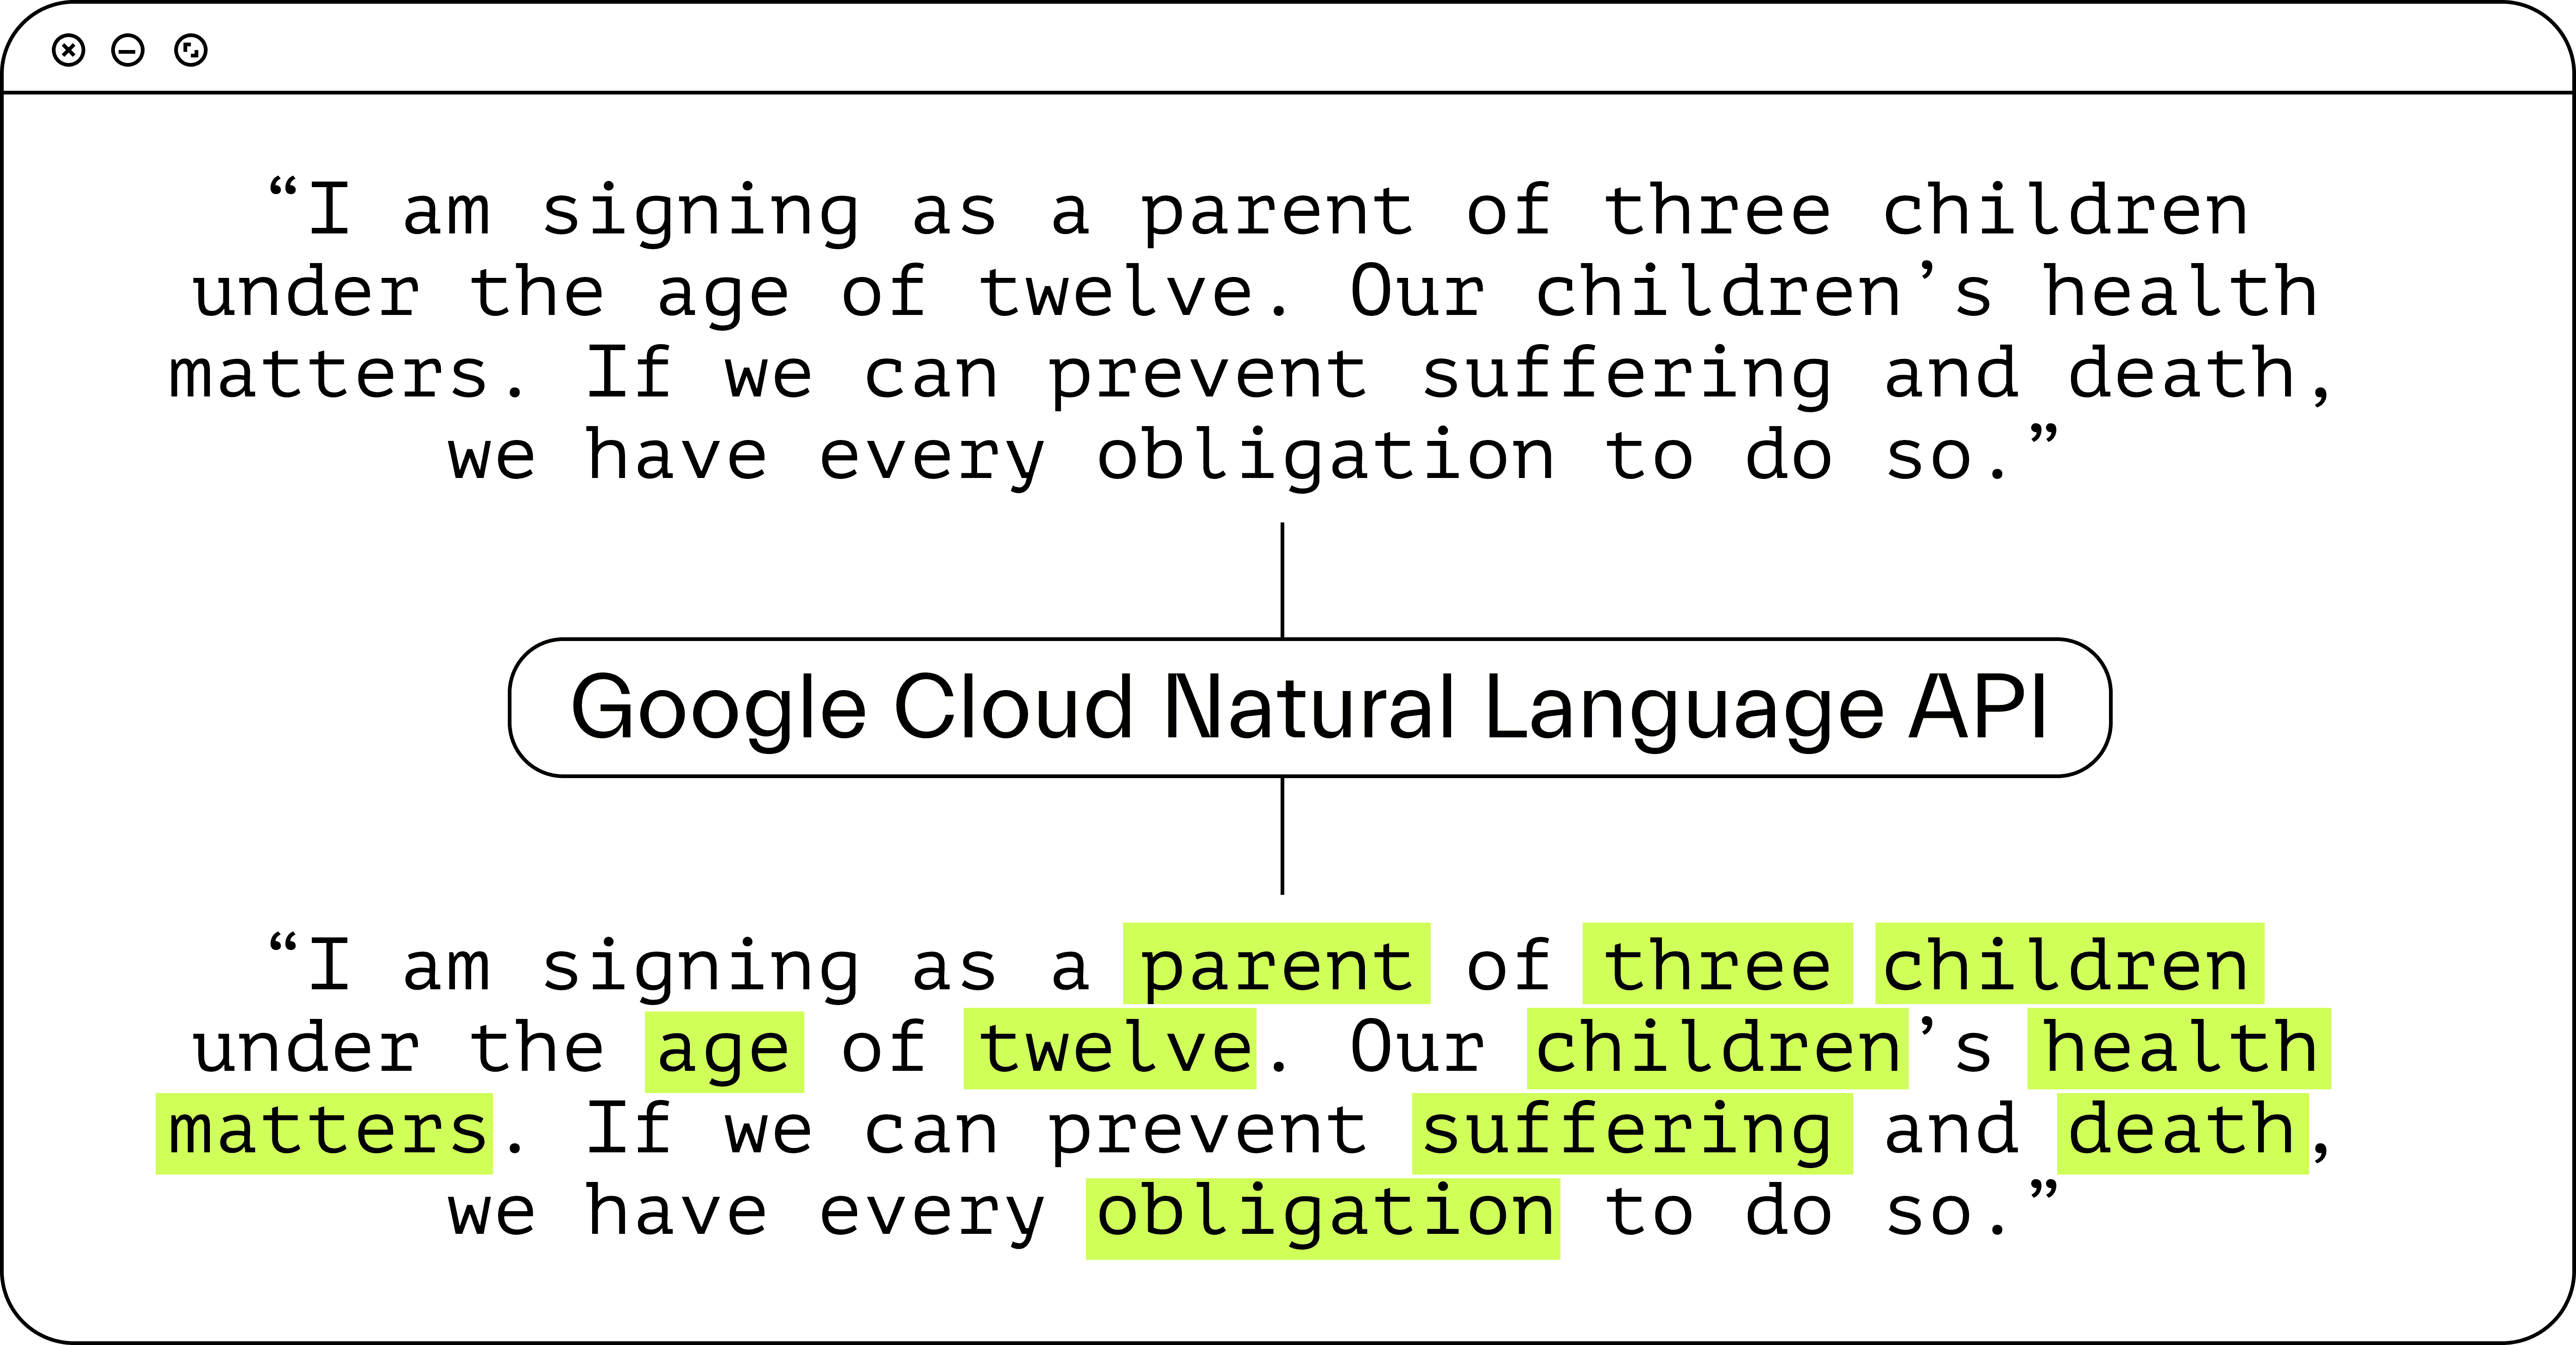 “I am signing as a parent of three children
under the age of twelve. Our children’s health
matters. If we can prevent suffering and death,
we have every obligation to do so.”
Google Cloud Natural Language API
“I am signing as a parent of three children
under the age of twelve. Our children’s health
matters. If we can prevent suffering and death,
we have every obligation to do so.”